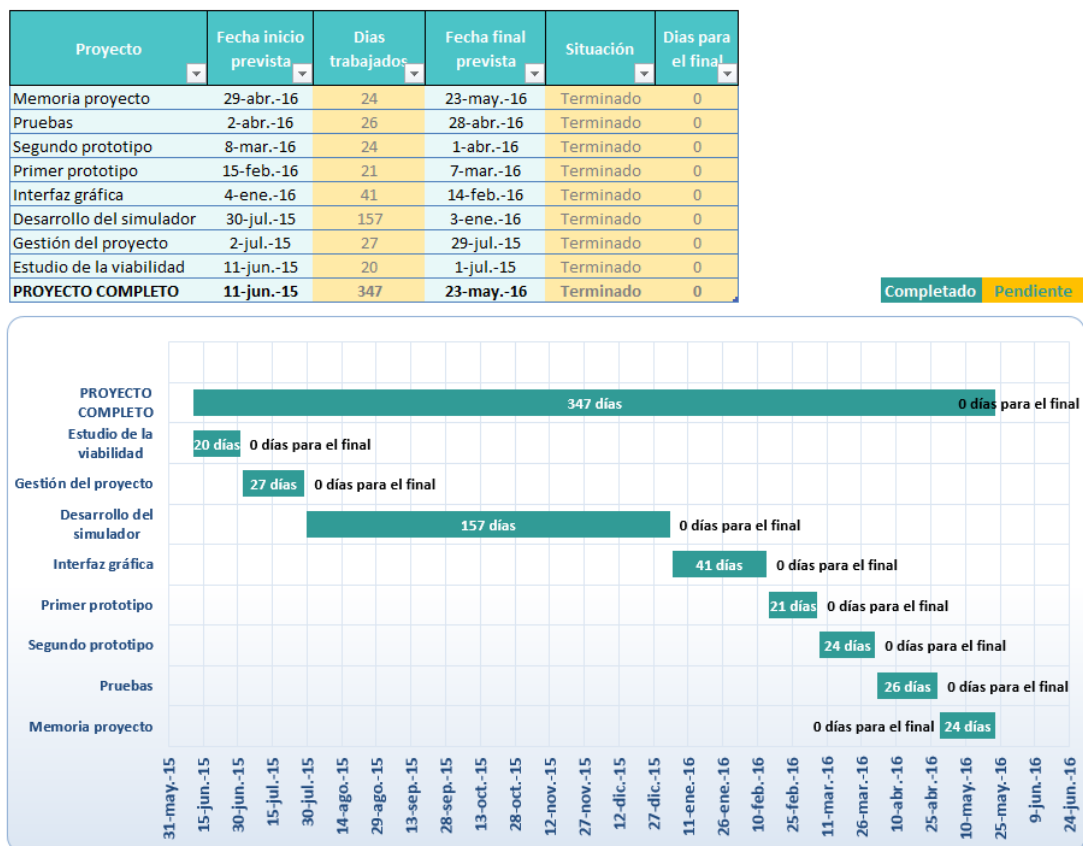 Proyecto Fecha inicio prevista Dias trabajados Fecha final prevista Situación Dias para el final
Memoria proyecto 29-abr.-16 24 23-may.-16 Terminado 0
Pruebas 2-abr.-16 26 28-abr.-16 Terminado 0
Segundo prototipo 8-mar.-16 24 1-abr.-16 Terminado 0
Primer prototipo 15-feb.-16 21 7-mar.-16 Terminado 0
Interfaz gráfica 4-ene.-16 41 14-feb.-16 Terminado 0
Desarrollo del simulador 30-jul.-15 157 3-ene.-16 Terminado 0
Gestión del proyecto 2-jul.-15 27 29-jul.-15 Terminado 0
Estudio de la viabilidad 11-jun.-15 20 1-jul.-15 Terminado 0
PROYECTO COMPLETO 11-jun.-15 347 23-may.-16 Terminado 0
Completado Pendiente
PROYECTO
COMPLETO
347 días 0 días para el final
Estudio de la
viabilidad
20 días 0 días para el final
Gestión del proyecto 27 días 0 días para el final
Desarrollo del
simulador
157 días 0 días para el final
Interfaz gráfica 41 días 0 días para el final
Primer prototipo 21 días 0 días para el final
Segundo prototipo 24 días 0 días para el final
Pruebas 26 días 0 días para el final
Memoria proyecto 0 días para el final 24 días
31-may.-15
15-jun.-15
30-jun.-15
15-jul.-15
30-jul.-15
14-ago.-15
29-ago.-15
13-sep.-15
28-sep.-15
13-oct.-15
28-oct.-15
12-nov.-15
27-nov.-15
12-dic.-15
27-dic.-15
11-ene.-16
26-ene.-16
10-feb.-16
25-feb.-16
11-mar.-16
26-mar.-16
10-abr.-16
25-abr.-16
10-may.-16
25-may.-16
9-jun.-16
24-jun.-16